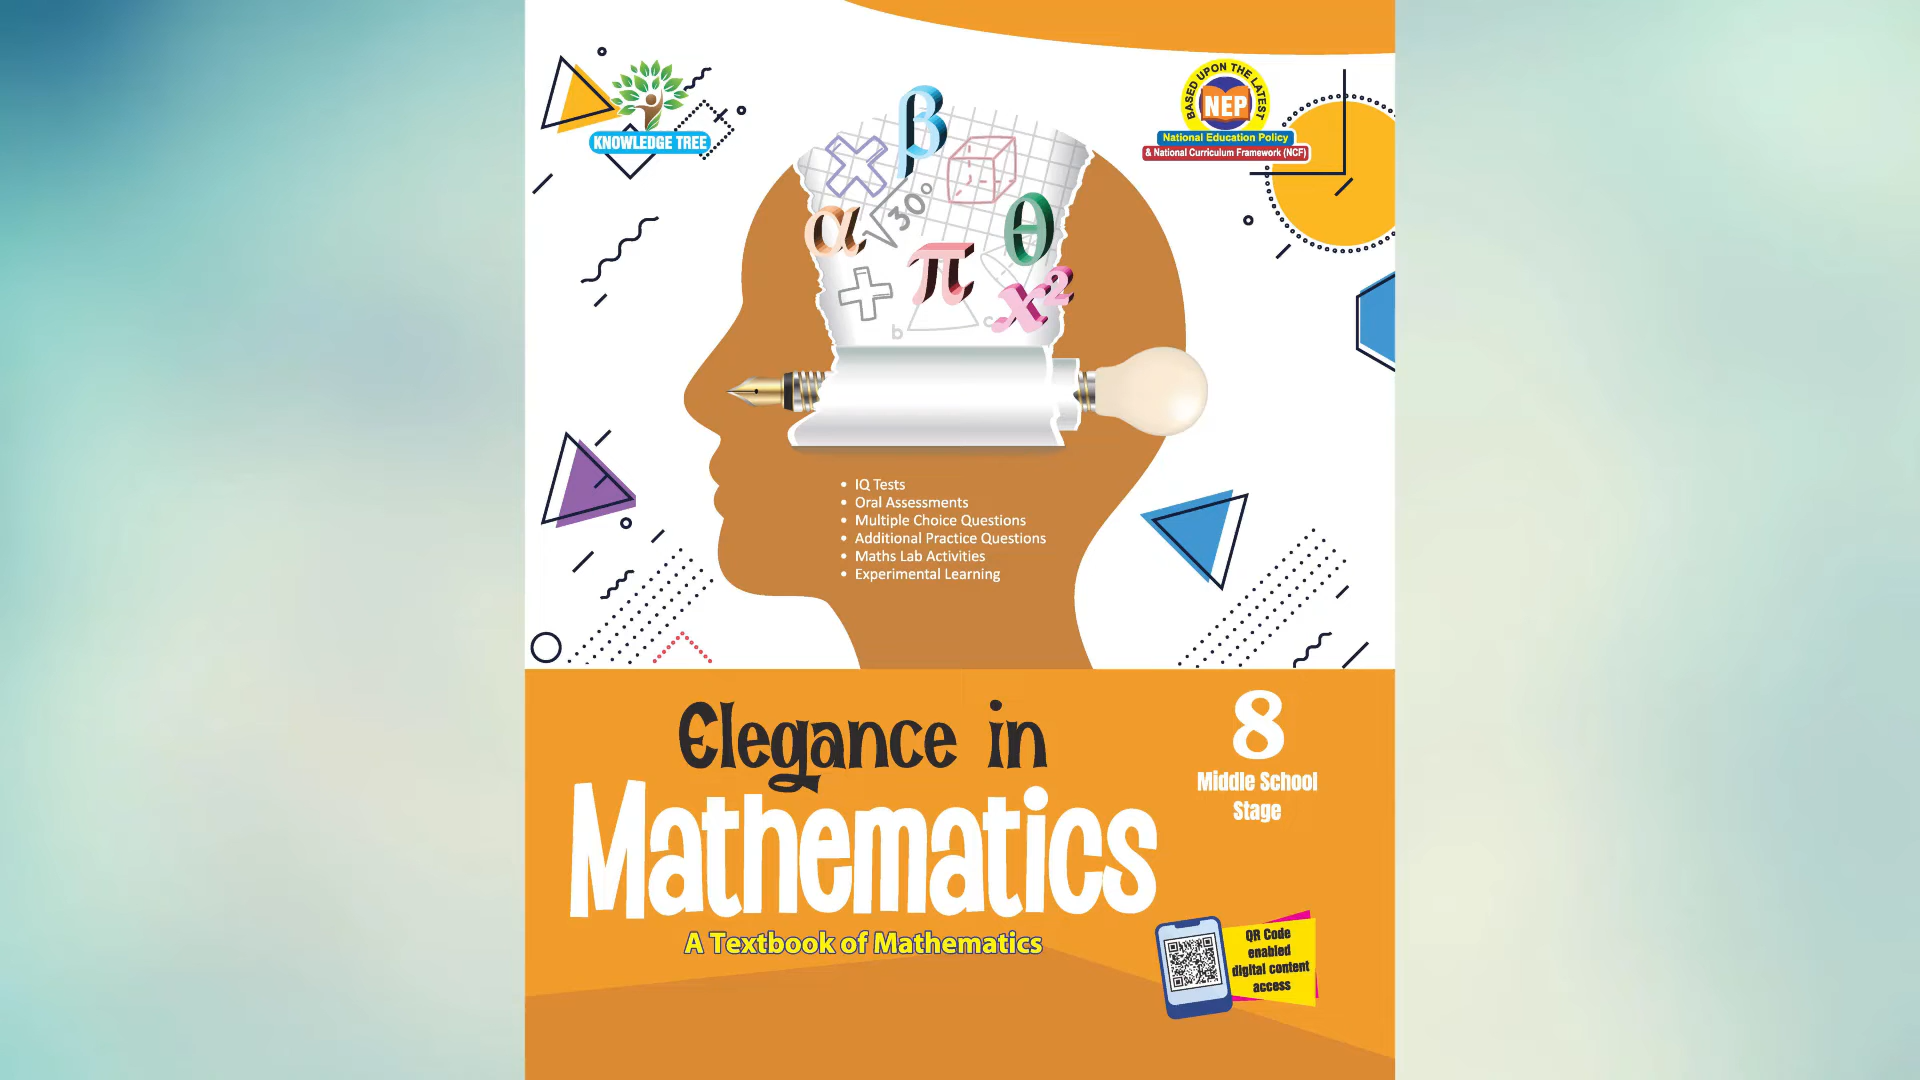 KNOWLEDGE TREE
BASED UPON THE LATEST
NEP
National Education Policy
& National Curriculum Framework (NCF)
β
α
√30°
θ
π
x²
b
c
• IQ Tests
• Oral Assessments
• Multiple Choice Questions
• Additional Practice Questions
• Maths Lab Activities
• Experimental Learning
Elegance in
Mathematics
A Textbook of Mathematics
8
Middle School
Stage
QR Code
enabled
digital content
access